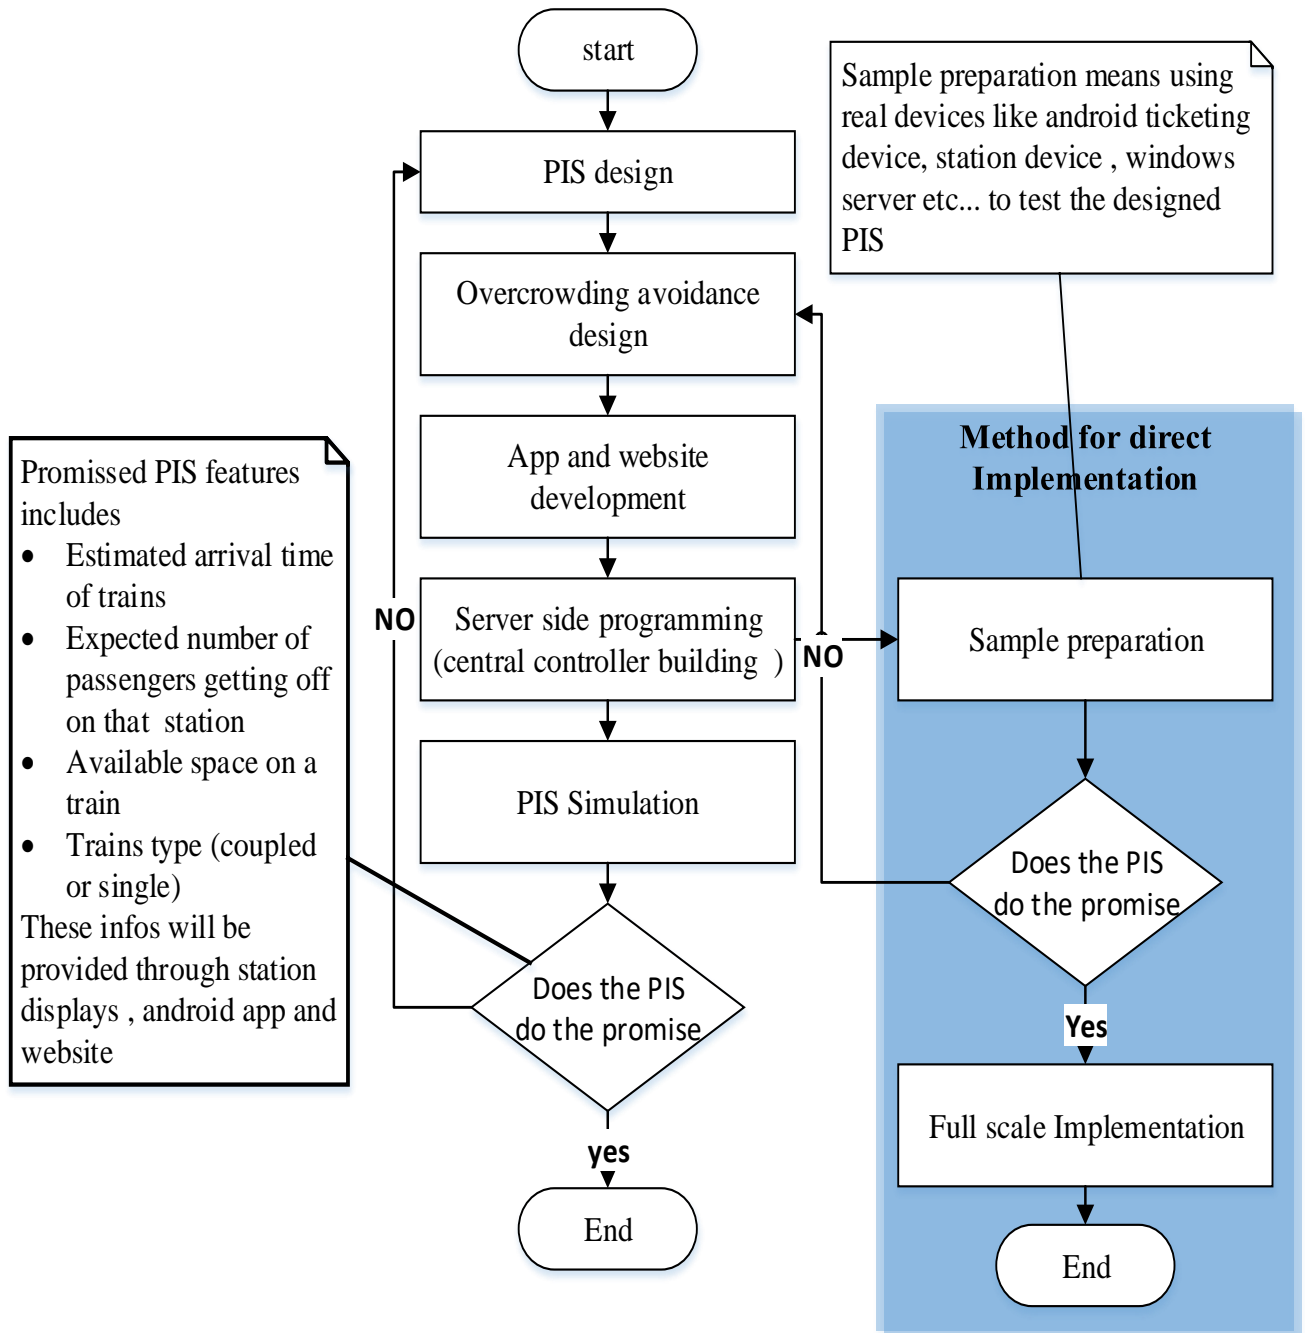 start
PIS design
Overcrowding avoidance
design
App and website
development
Server side programming
(central controller building  )
PIS Simulation
Does the PIS
do the promise
yes
End
NO
NO
Promissed PIS features
includes
• Estimated arrival time
of trains
• Expected number of
passengers getting off
on that  station
• Available space on a
train
• Trains type (coupled
or single)
These infos will be
provided through station
displays , android app and
website
Sample preparation means using
real devices like android ticketing
device, station device , windows
server etc... to test the designed
PIS
Method for direct
Implementation
Sample preparation
Does the PIS
do the promise
Yes
Full scale Implementation
End